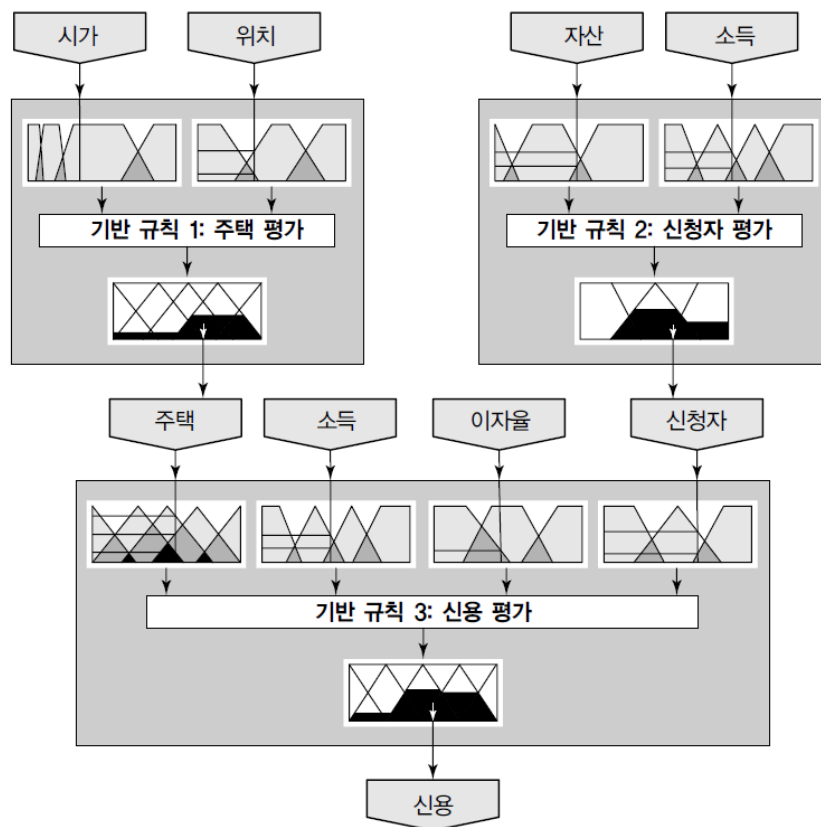 시가
위치
자산
소득
기반 규칙 1: 주택 평가
기반 규칙 2: 신청자 평가
주택
소득
이자율
신청자
기반 규칙 3: 신용 평가
신용